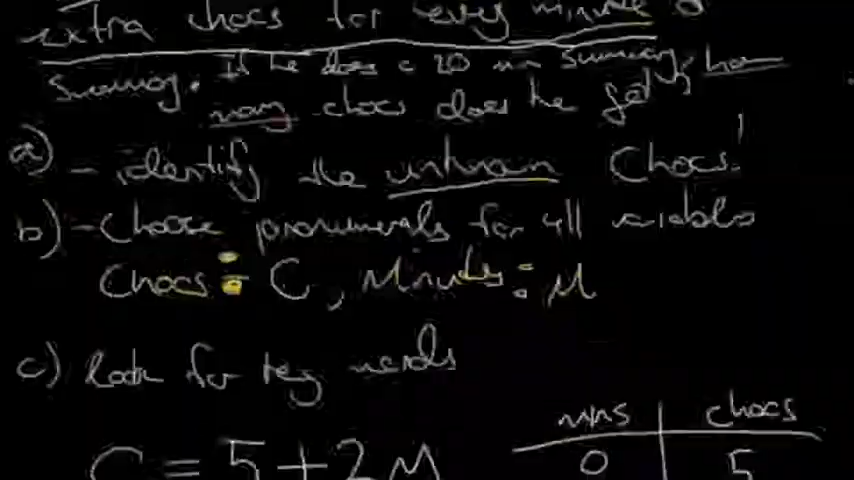 extra chocs for every minute of
Swimming. If he does a 20 min swimming, how
many chocs does he get?
a) - identify the unknown Chocs!
b) - Choose pronumerals for all variables
Chocs = C, Minutes : M
c) Look for key words
mins chocs
C = 5 + 2M 0 5